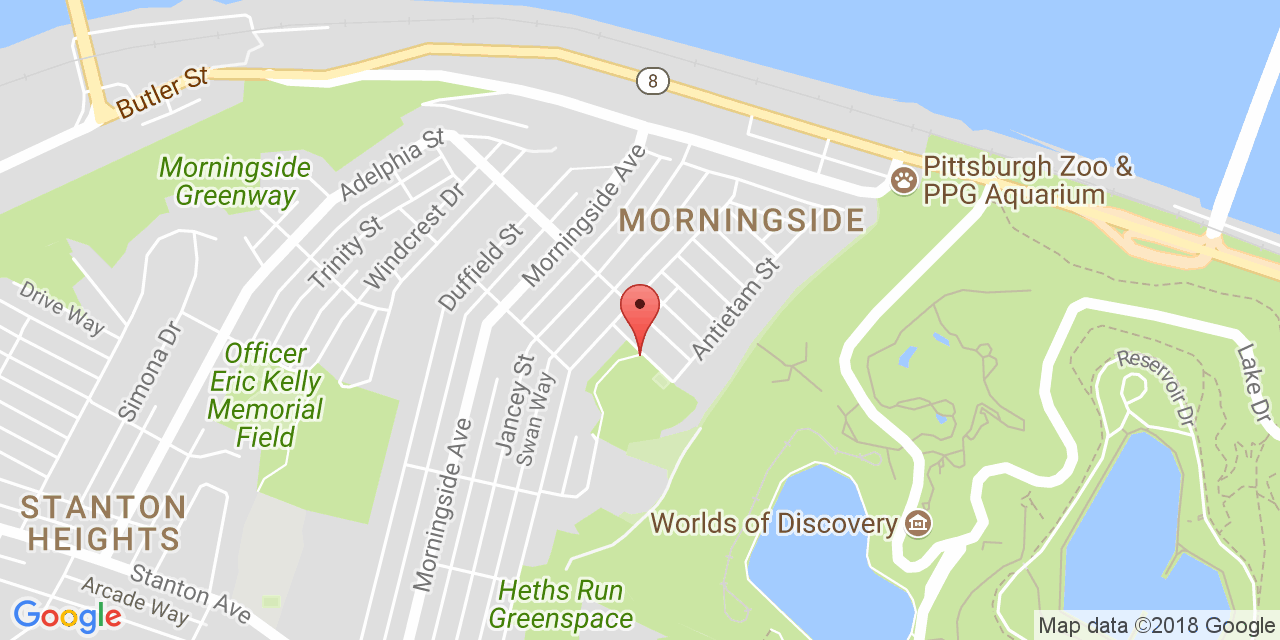 Butler St
8
Morningside
Greenway
Adelphia St
Morningside Ave
Pittsburgh Zoo &
PPG Aquarium
MORNINGSIDE
Trinity St
Windcrest Dr
Duffield St
Antietam St
Drive Way
Simona Dr
Officer
Eric Kelly
Memorial
Field
Jancey St
Swan Way
Reservoir Dr
Lake Dr
Morningside Ave
STANTON
HEIGHTS
Worlds of Discovery
Stanton Ave
Arcade Way
Heths Run
Greenspace
Google
Map data ©2018 Google